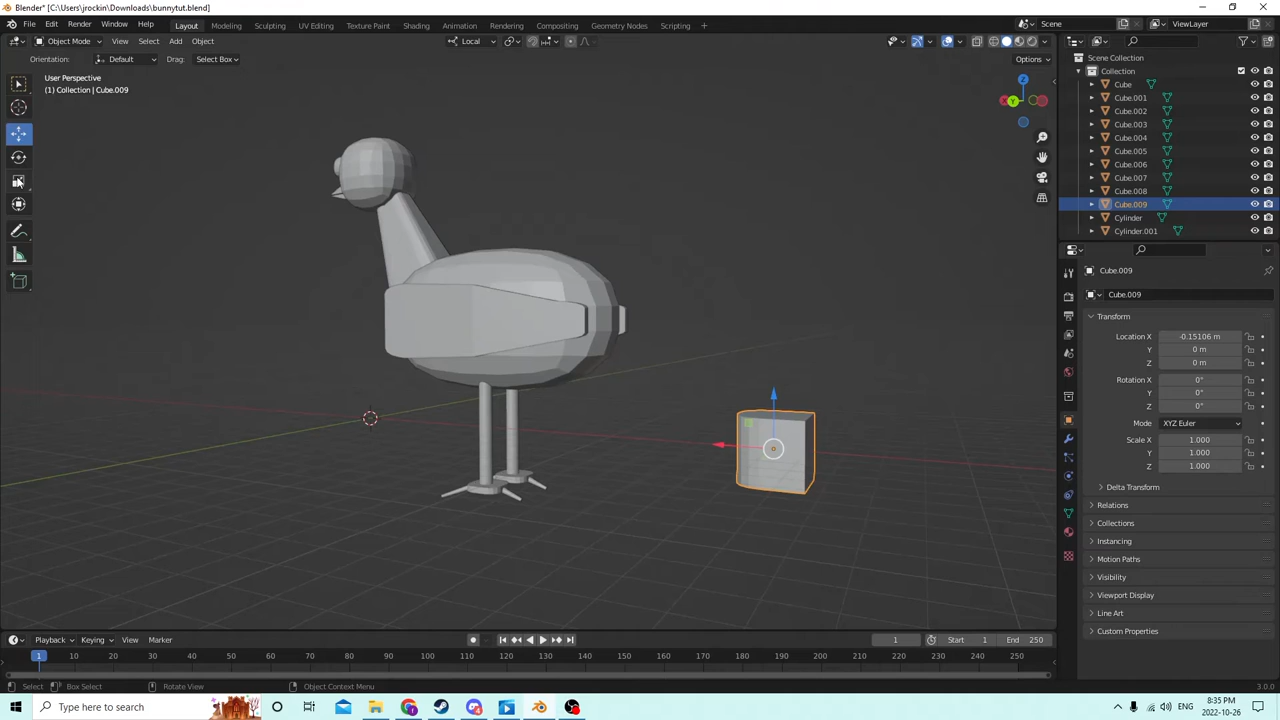 Blender* [C:\Users\jrockin\Downloads\bunnytut.blend]
File Edit Render Window Help Layout Modeling Sculpting UV Editing Texture Paint Shading Animation Rendering Compositing Geometry Nodes Scripting Scene ViewLayer
Object Mode View Select Add Object Local
Orientation: Default Drag: Select Box Options
User Perspective
(1) Collection | Cube.009
X Y Z
Scene Collection
Collection
Cube
Cube.001
Cube.002
Cube.003
Cube.004
Cube.005
Cube.006
Cube.007
Cube.008
Cube.009
Cylinder
Cylinder.001
Cube.009
Cube.009
Transform
Location X -0.15106 m
Y 0 m
Z 0 m
Rotation X 0°
Y 0°
Z 0°
Mode XYZ Euler
Scale X 1.000
Y 1.000
Z 1.000
Delta Transform
Relations
Collections
Instancing
Motion Paths
Visibility
Viewport Display
Line Art
Custom Properties
Playback Keying View Marker 1 Start 1 End 250
1 10 20 30 40 50 60 70 80 90 100 110 120 130 140 150 160 170 180 190 200 210 220 230 240 250
Select Box Select Rotate View Object Context Menu 3.0.0
Type here to search 8:35 PM
2022-10-26